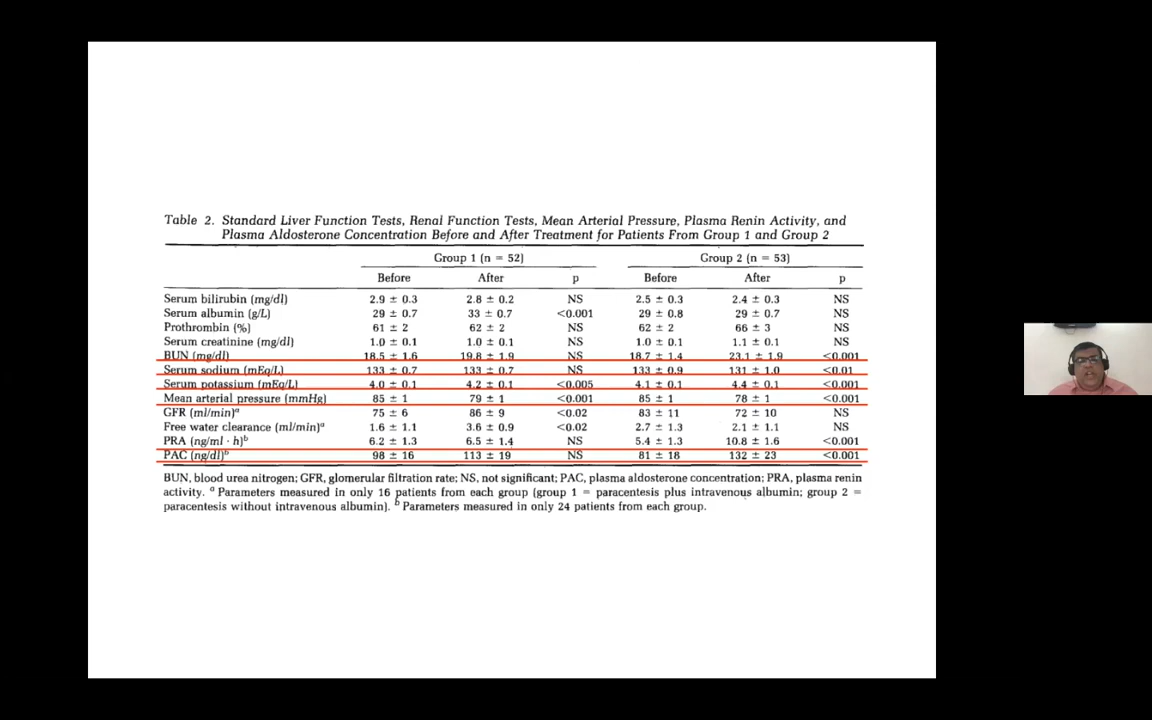 Table 2. Standard Liver Function Tests, Renal Function Tests, Mean Arterial Pressure, Plasma Renin Activity, and
Plasma Aldosterone Concentration Before and After Treatment for Patients From Group 1 and Group 2
Group 1 (n = 52) Group 2 (n = 53)
Before After p Before After p
Serum bilirubin (mg/dl) 2.9 ± 0.3 2.8 ± 0.2 NS 2.5 ± 0.3 2.4 ± 0.3 NS
Serum albumin (g/L) 29 ± 0.7 33 ± 0.7 <0.001 29 ± 0.8 29 ± 0.7 NS
Prothrombin (%) 61 ± 2 62 ± 2 NS 62 ± 2 66 ± 3 NS
Serum creatinine (mg/dl) 1.0 ± 0.1 1.0 ± 0.1 NS 1.0 ± 0.1 1.1 ± 0.1 NS
BUN (mg/dl) 18.5 ± 1.6 19.8 ± 1.9 NS 18.7 ± 1.4 23.1 ± 1.9 <0.001
Serum sodium (mEq/L) 133 ± 0.7 133 ± 0.7 NS 133 ± 0.9 131 ± 1.0 <0.01
Serum potassium (mEq/L) 4.0 ± 0.1 4.2 ± 0.1 <0.005 4.1 ± 0.1 4.4 ± 0.1 <0.001
Mean arterial pressure (mmHg) 85 ± 1 79 ± 1 <0.001 85 ± 1 78 ± 1 <0.001
GFR (ml/min)ᵃ 75 ± 6 86 ± 9 <0.02 83 ± 11 72 ± 10 NS
Free water clearance (ml/min)ᵃ 1.6 ± 1.1 3.6 ± 0.9 <0.02 2.7 ± 1.3 2.1 ± 1.1 NS
PRA (ng/ml · h)ᵇ 6.2 ± 1.3 6.5 ± 1.4 NS 5.4 ± 1.3 10.8 ± 1.6 <0.001
PAC (ng/dl)ᵇ 98 ± 16 113 ± 19 NS 81 ± 18 132 ± 23 <0.001
BUN, blood urea nitrogen; GFR, glomerular filtration rate; NS, not significant; PAC, plasma aldosterone concentration; PRA, plasma renin
activity. ᵃ Parameters measured in only 16 patients from each group (group 1 = paracentesis plus intravenous albumin; group 2 =
paracentesis without intravenous albumin). ᵇ Parameters measured in only 24 patients from each group.